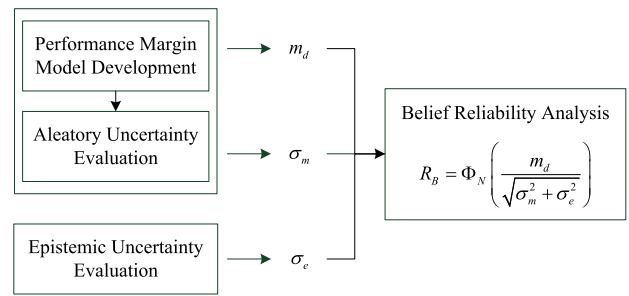 Performance Margin
Model Development
m_d
Aleatory Uncertainty
Evaluation
σ_m
Epistemic Uncertainty
Evaluation
σ_e
Belief Reliability Analysis
R_B = Φ_N ( m_d / √(σ_m^2 + σ_e^2) )